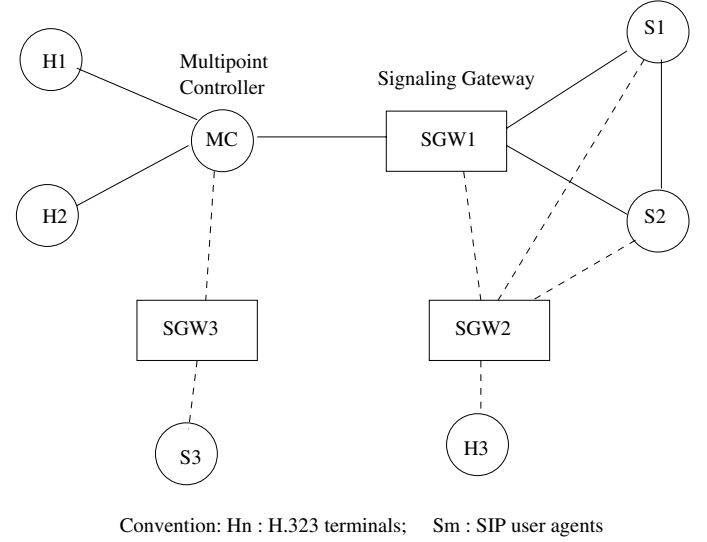 S1
H1
Multipoint
Controller
Signaling Gateway
MC
SGW1
H2
S2
SGW3
SGW2
S3
H3
Convention: Hn : H.323 terminals; Sm : SIP user agents